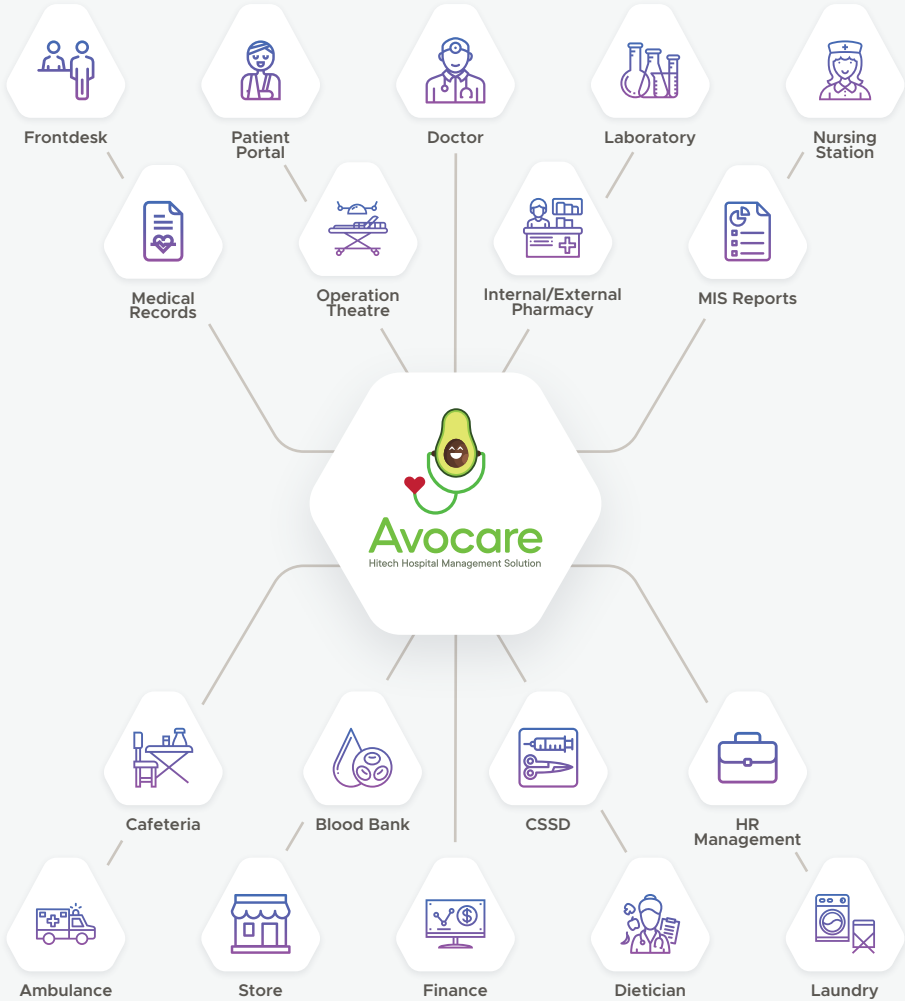 Frontdesk
Patient
Portal
Doctor
Laboratory
Nursing
Station
Medical
Records
Operation
Theatre
Internal/External
Pharmacy
MIS Reports
Avocare
Hitech Hospital Management Solution
Cafeteria
Blood Bank
CSSD
HR
Management
Ambulance
Store
Finance
Dietician
Laundry